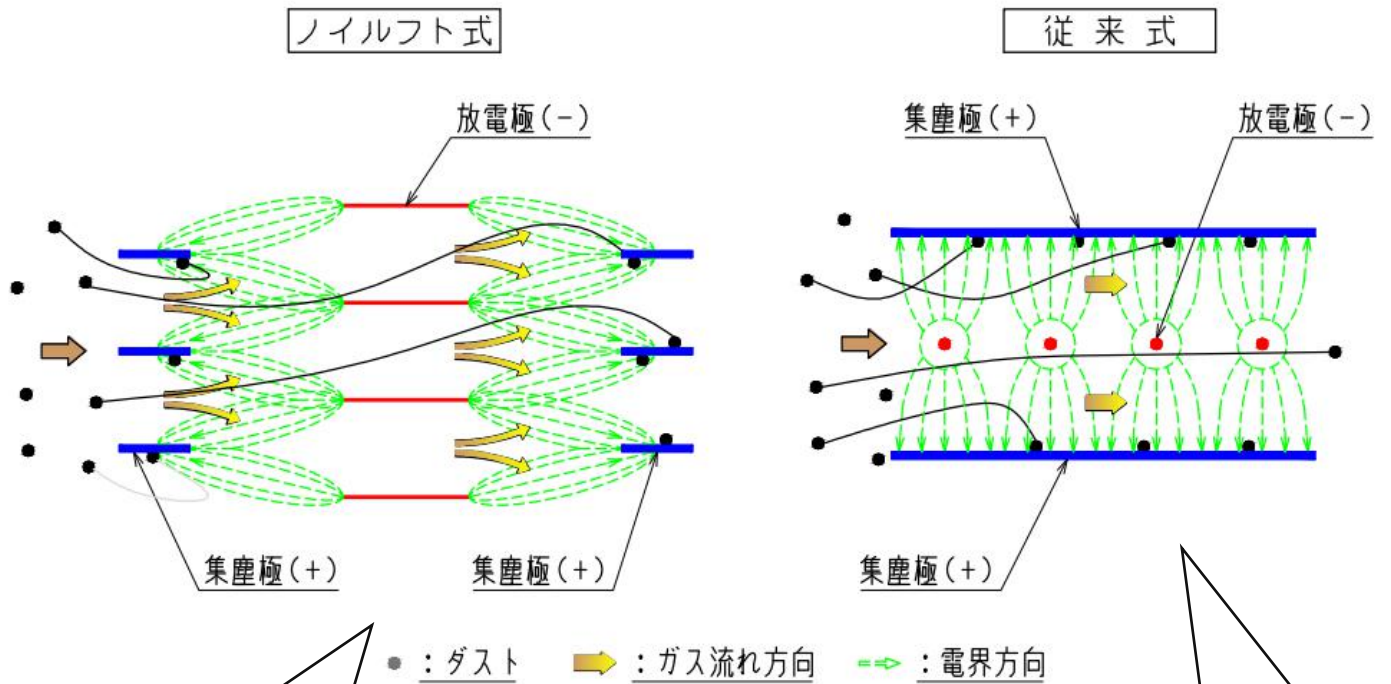 ノイルフト式
従来式
放電極(-)
集塵極(+)
放電極(-)
集塵極(+)
集塵極(+)
集塵極(+)
:ダスト
:ガス流れ方向
:電界方向